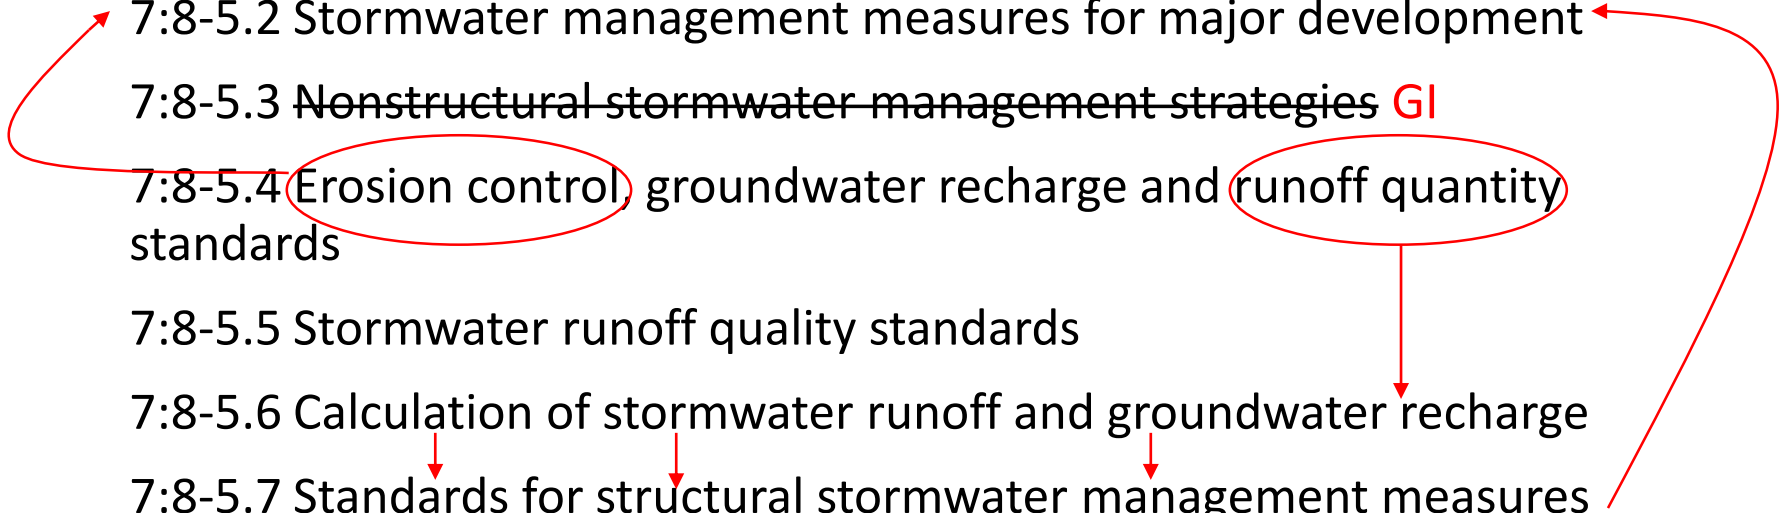 7:8-5.2 Stormwater management measures for major development
7:8-5.3 Nonstructural stormwater management strategies GI
7:8-5.4 Erosion control, groundwater recharge and runoff quantity
standards
7:8-5.5 Stormwater runoff quality standards
7:8-5.6 Calculation of stormwater runoff and groundwater recharge
7:8-5.7 Standards for structural stormwater management measures